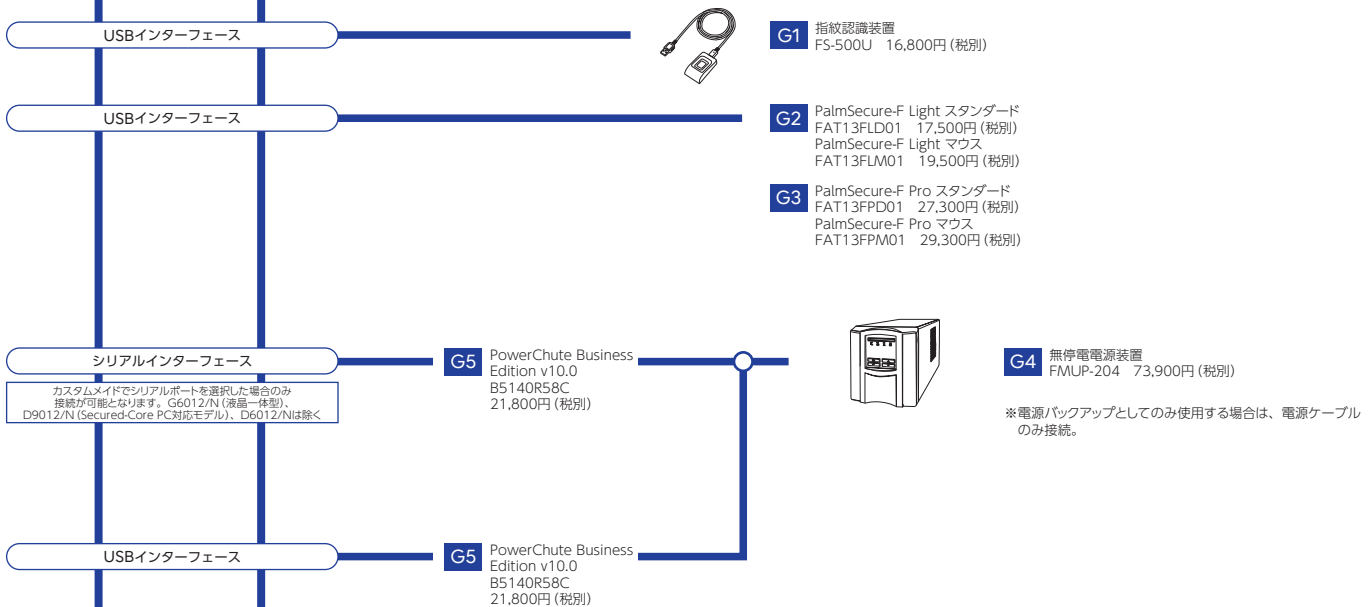 USBインターフェース
G1 指紋認識装置
FS-500U 16,800円(税別)
USBインターフェース
G2 PalmSecure-F Light スタンダード
FAT13FLD01 17,500円(税別)
PalmSecure-F Light マウス
FAT13FLM01 19,500円(税別)
G3 PalmSecure-F Pro スタンダード
FAT13FPD01 27,300円(税別)
PalmSecure-F Pro マウス
FAT13FPM01 29,300円(税別)
シリアルインターフェース
カスタムメイドでシリアルポートを選択した場合のみ
接続が可能となります。G6012/N(液晶一体型)、
D9012/N(Secured-Core PC対応モデル)、D6012/Nは除く
G5 PowerChute Business
Edition v10.0
B5140R58C
21,800円(税別)
G4 無停電電源装置
FMUP-204 73,900円(税別)
※電源バックアップとしてのみ使用する場合は、電源ケーブル
のみ接続。
USBインターフェース
G5 PowerChute Business
Edition v10.0
B5140R58C
21,800円(税別)